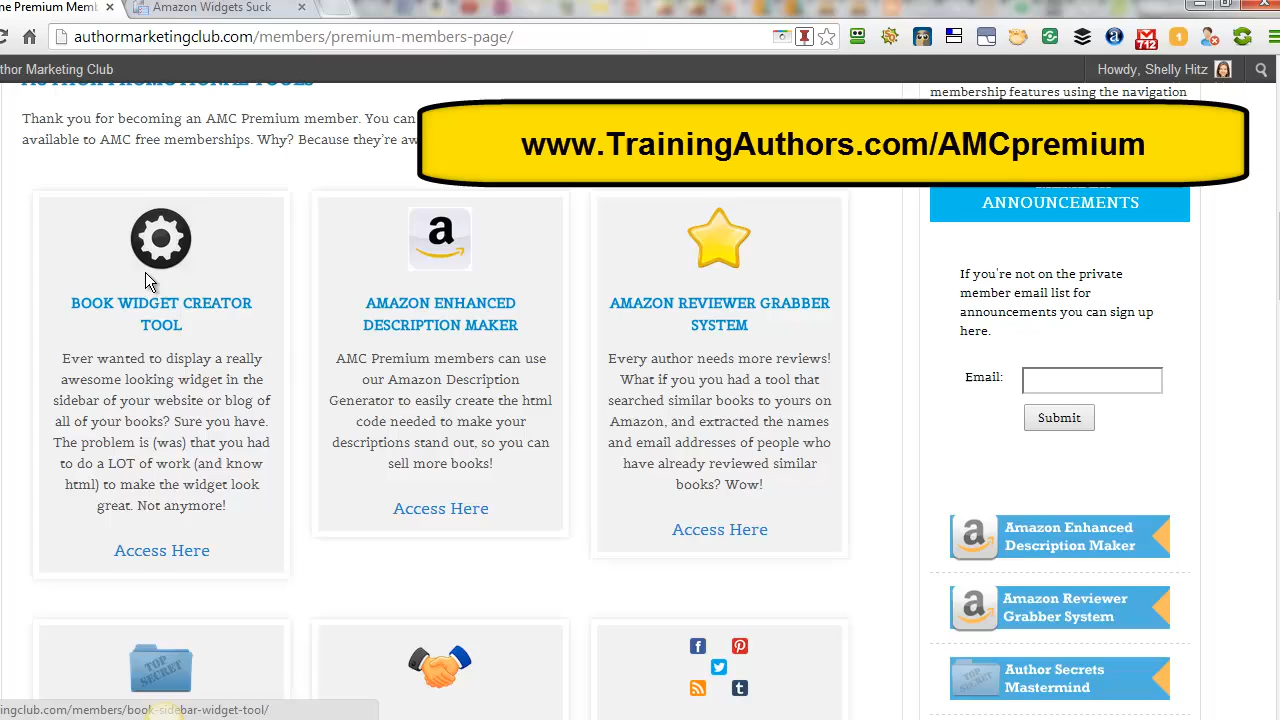 ne Premium Memb
Amazon Widgets Suck
authormarketingclub.com/members/premium-members-page/
712
thor Marketing Club
Howdy, Shelly Hitz
AUTHOR PROMOTIONAL TOOLS
membership features using the navigation
Thank you for becoming an AMC Premium member. You can
available to AMC free memberships. Why? Because they're aw
www.TrainingAuthors.com/AMCpremium
ANNOUNCEMENTS
If you're not on the private
member email list for
announcements you can sign up
here.
Email:
Submit
BOOK WIDGET CREATOR
TOOL
Ever wanted to display a really
awesome looking widget in the
sidebar of your website or blog of
all of your books? Sure you have.
The problem is (was) that you had
to do a LOT of work (and know
html) to make the widget look
great. Not anymore!
Access Here
a
AMAZON ENHANCED
DESCRIPTION MAKER
AMC Premium members can use
our Amazon Description
Generator to easily create the html
code needed to make your
descriptions stand out, so you can
sell more books!
Access Here
AMAZON REVIEWER GRABBER
SYSTEM
Every author needs more reviews!
What if you you had a tool that
searched similar books to yours on
Amazon, and extracted the names
and email addresses of people who
have already reviewed similar
books? Wow!
Access Here
a
Amazon Enhanced
Description Maker
a
Amazon Reviewer
Grabber System
Author Secrets
Mastermind
TOP
SECRET
ningclub.com/members/book-sidebar-widget-tool/